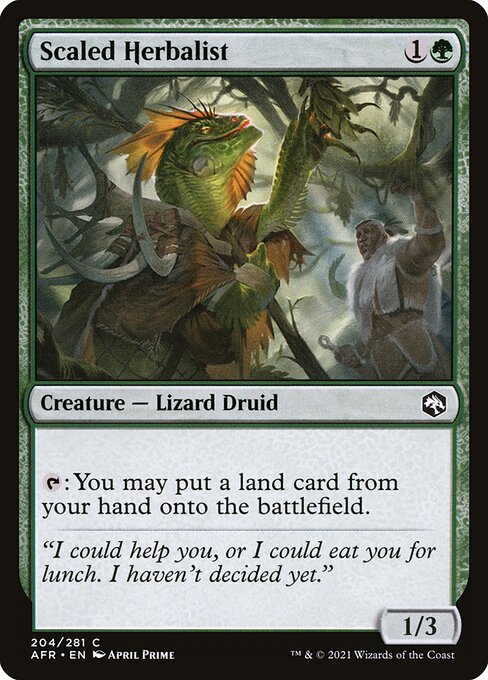 Scaled Herbalist 1
Creature — Lizard Druid
: You may put a land card from
your hand onto the battlefield.
“I could help you, or I could eat you for
lunch. I haven’t decided yet.”
1/3
204/281 C
AFR • EN April Prime ™ & © 2021 Wizards of the Coast